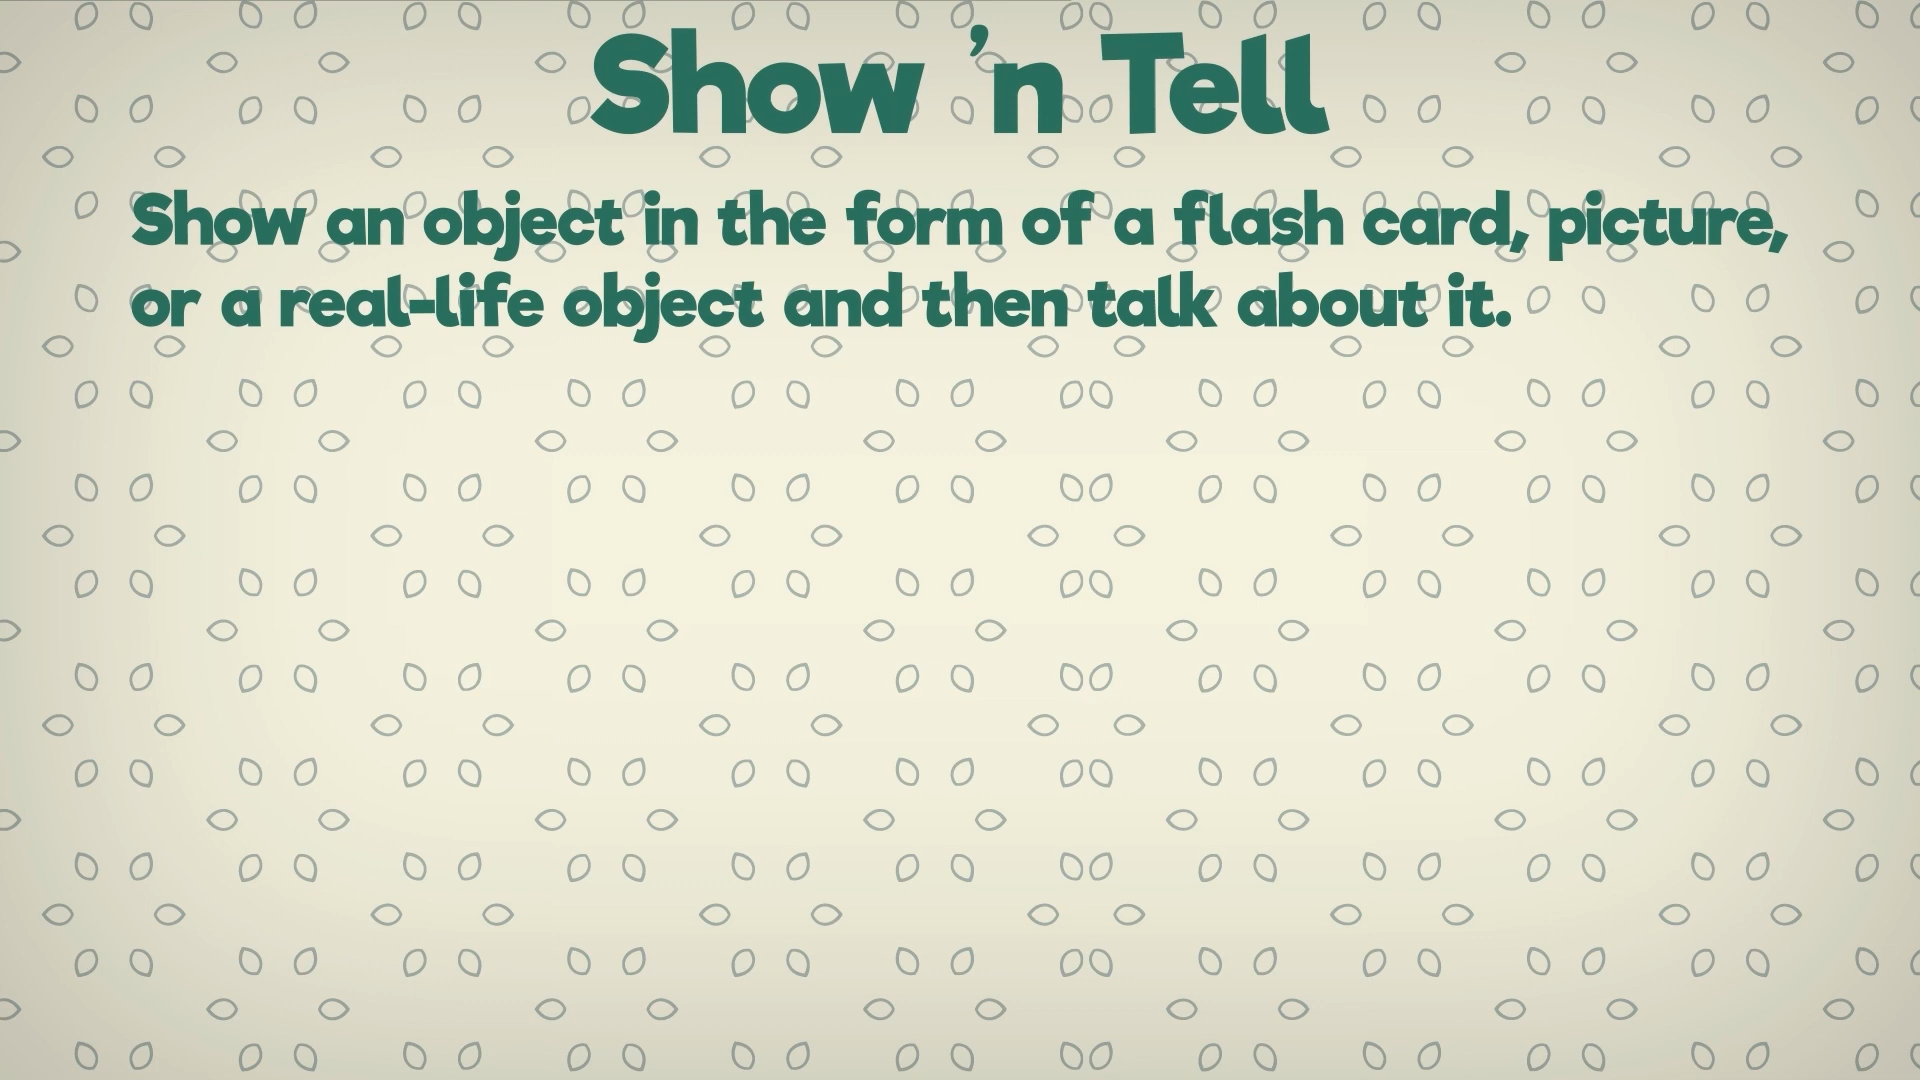 Show ’n Tell
Show an object in the form of a flash card, picture,
or a real-life object and then talk about it.